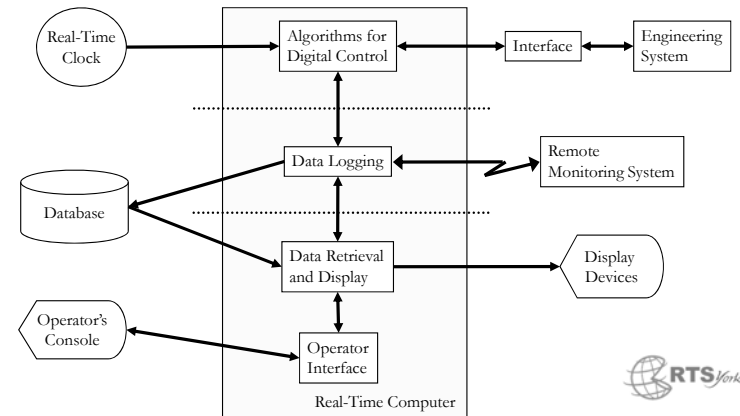 Real-Time
Clock
Algorithms for
Digital Control
Interface
Engineering
System
Data Logging
Remote
Monitoring System
Database
Data Retrieval
and Display
Display
Devices
Operator's
Console
Operator
Interface
Real-Time Computer
RTS York